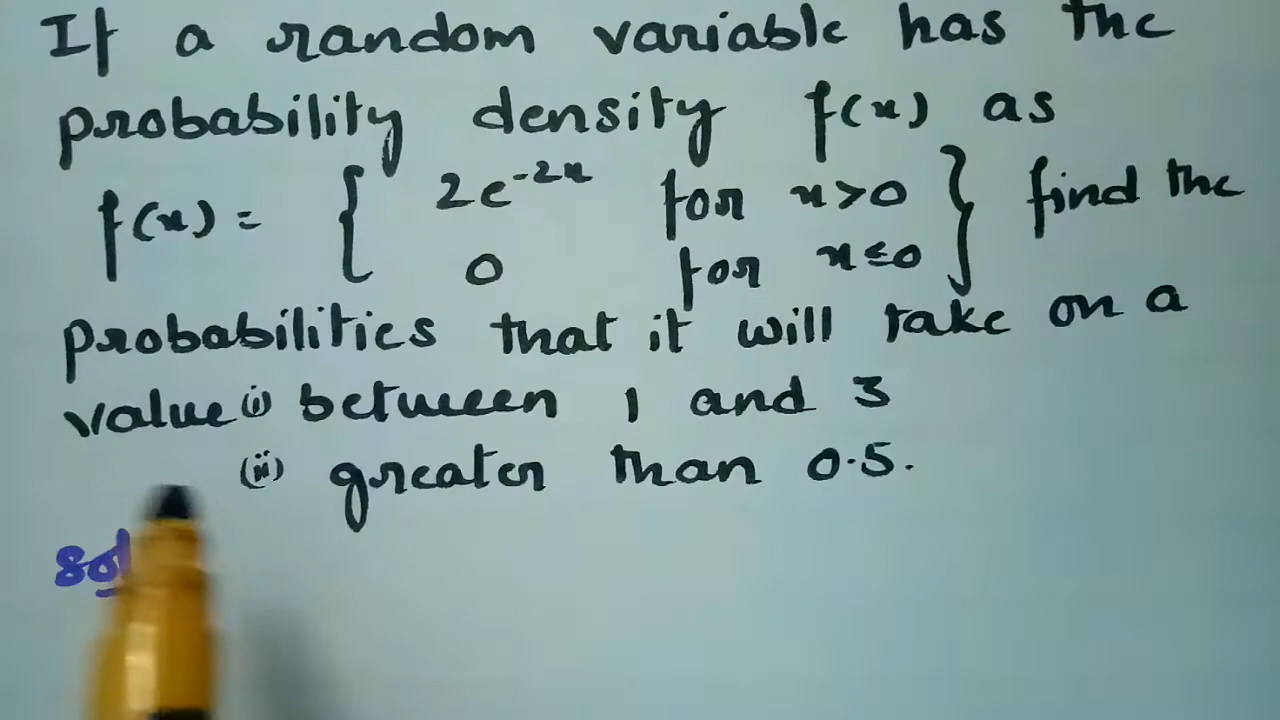 If a random variable has the
probability density f(x) as
f(x) = { 2e⁻²ˣ for x>0 } find the
0 for x≤0
probabilities that it will take on a
value (i) between 1 and 3
(ii) greater than 0.5.
Sol